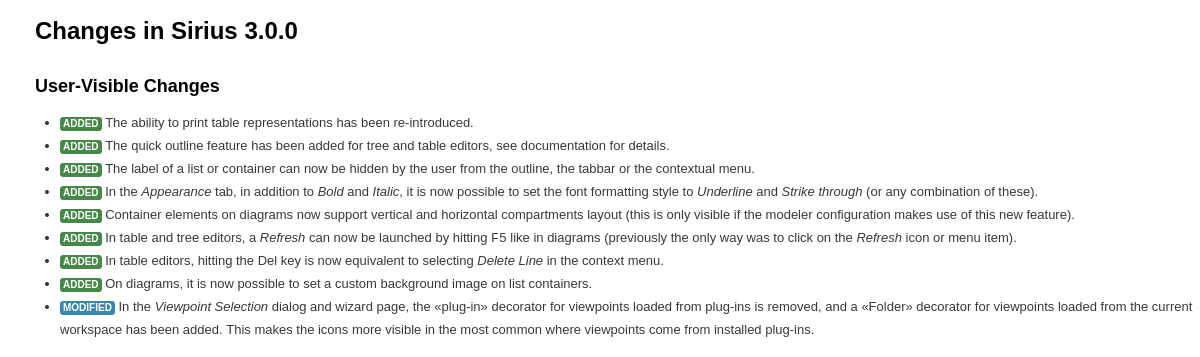 Changes in Sirius 3.0.0
User-Visible Changes
• ADDED The ability to print table representations has been re-introduced.
• ADDED The quick outline feature has been added for tree and table editors, see documentation for details.
• ADDED The label of a list or container can now be hidden by the user from the outline, the tabbar or the contextual menu.
• ADDED In the Appearance tab, in addition to Bold and Italic, it is now possible to set the font formatting style to Underline and Strike through (or any combination of these).
• ADDED Container elements on diagrams now support vertical and horizontal compartments layout (this is only visible if the modeler configuration makes use of this new feature).
• ADDED In table and tree editors, a Refresh can now be launched by hitting F5 like in diagrams (previously the only way was to click on the Refresh icon or menu item).
• ADDED In table editors, hitting the Del key is now equivalent to selecting Delete Line in the context menu.
• ADDED On diagrams, it is now possible to set a custom background image on list containers.
• MODIFIED In the Viewpoint Selection dialog and wizard page, the «plug-in» decorator for viewpoints loaded from plug-ins is removed, and a «Folder» decorator for viewpoints loaded from the current
workspace has been added. This makes the icons more visible in the most common where viewpoints come from installed plug-ins.